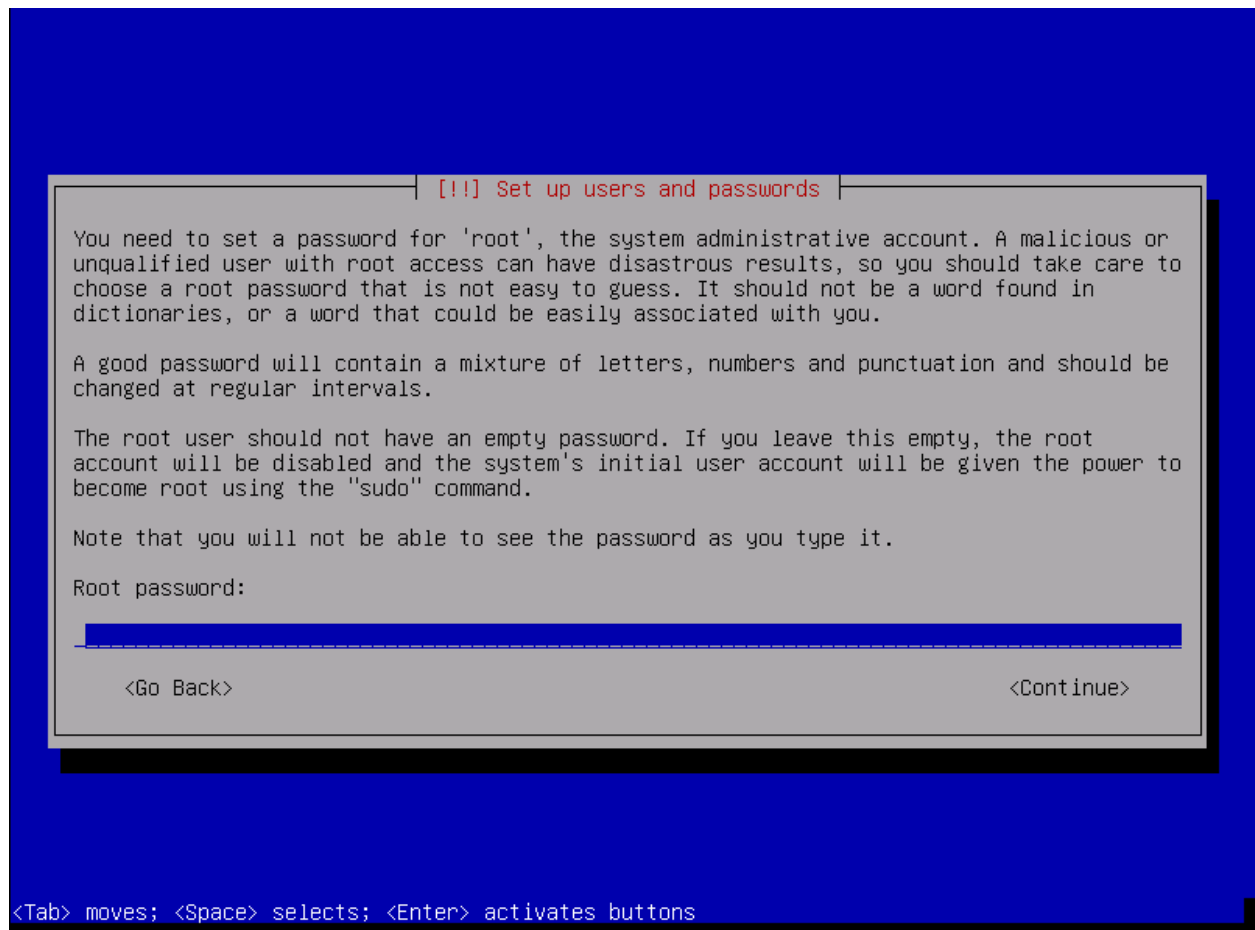 [!!] Set up users and passwords
You need to set a password for 'root', the system administrative account. A malicious or
unqualified user with root access can have disastrous results, so you should take care to
choose a root password that is not easy to guess. It should not be a word found in
dictionaries, or a word that could be easily associated with you.
A good password will contain a mixture of letters, numbers and punctuation and should be
changed at regular intervals.
The root user should not have an empty password. If you leave this empty, the root
account will be disabled and the system's initial user account will be given the power to
become root using the "sudo" command.
Note that you will not be able to see the password as you type it.
Root password:
<Go Back> <Continue>
<Tab> moves; <Space> selects; <Enter> activates buttons